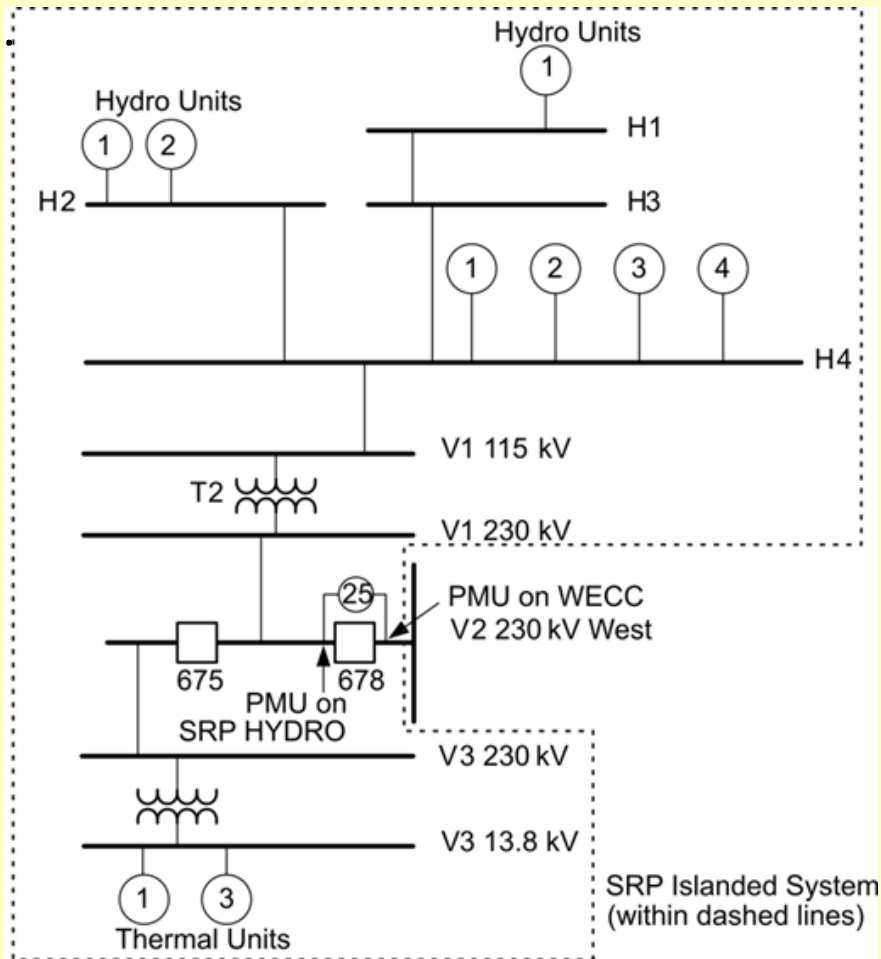 Hydro Units
1
H1
Hydro Units
1 2
H2
H3
1 2 3 4
H4
V1 115 kV
T2
V1 230 kV
25
PMU on WECC
V2 230 kV West
675
678
PMU on
SRP HYDRO
V3 230 kV
V3 13.8 kV
1 3
Thermal Units
SRP Islanded System
(within dashed lines)